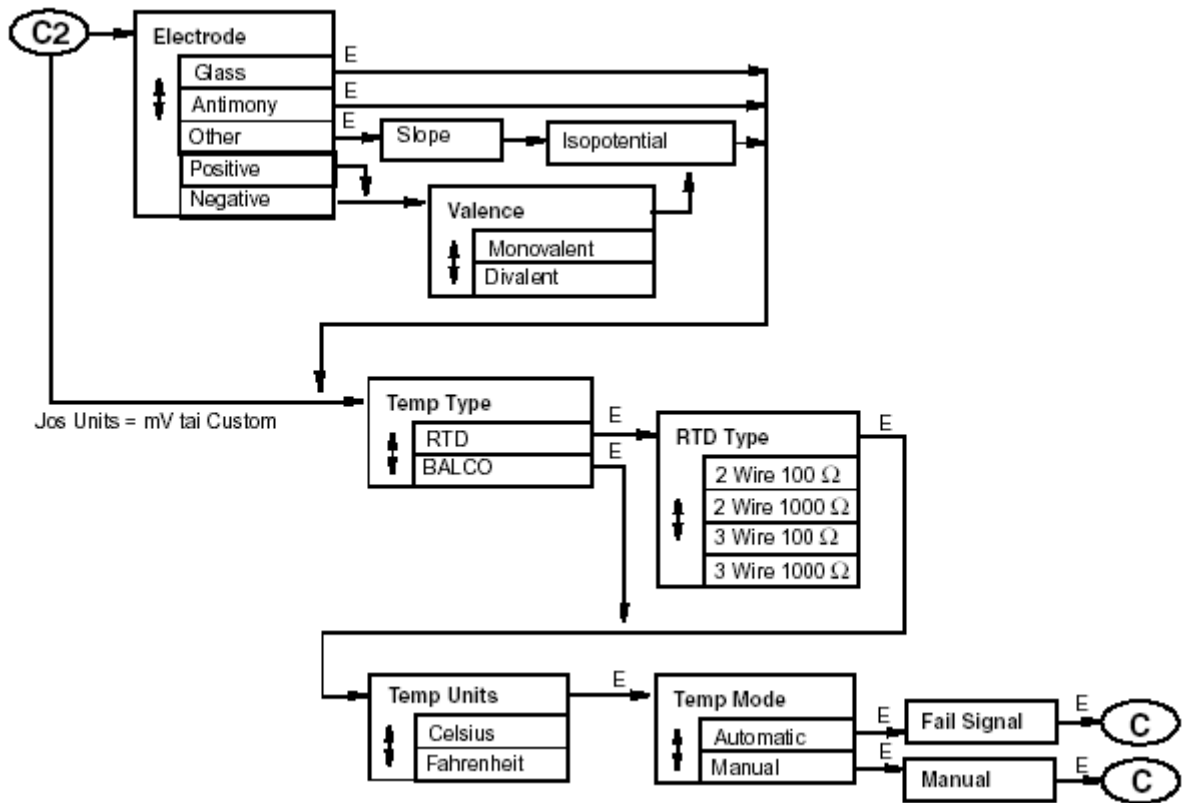 C2
Electrode
E
Glass
E
Antimony
E
Other
Slope
Isopotential
Positive
Negative
Valence
Monovalent
Divalent
Jos Units = mV tai Custom
Temp Type
E
RTD
E
BALCO
RTD Type
E
2 Wire 100 Ω
2 Wire 1000 Ω
3 Wire 100 Ω
3 Wire 1000 Ω
Temp Units
E
Celsius
Fahrenheit
Temp Mode
Automatic
E
Manual
E
Fail Signal
E
C
Manual
E
C